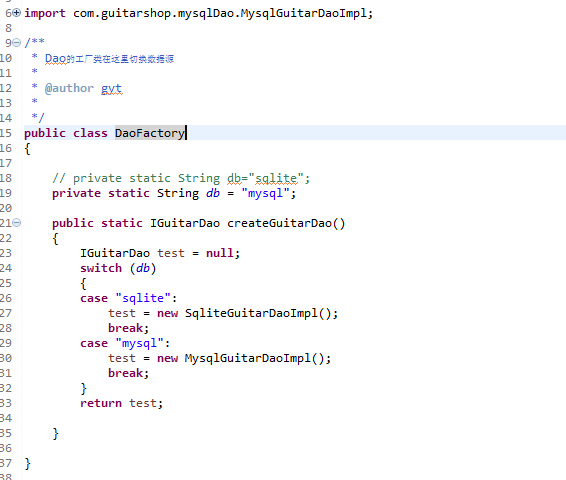 6 import com.guitarshop.mysqlDao.MysqlGuitarDaoImpl;
8
9 /**
10 * Dao的工厂类在这里切换数据源
11 *
12 * @author gyt
13 *
14 */
15 public class DaoFactory
16 {
17
18 // private static String db="sqlite";
19 private static String db = "mysql";
20
21 public static IGuitarDao createGuitarDao()
22 {
23 IGuitarDao test = null;
24 switch (db)
25 {
26 case "sqlite":
27 test = new SqliteGuitarDaoImpl();
28 break;
29 case "mysql":
30 test = new MysqlGuitarDaoImpl();
31 break;
32 }
33 return test;
34
35 }
36
37 }
38